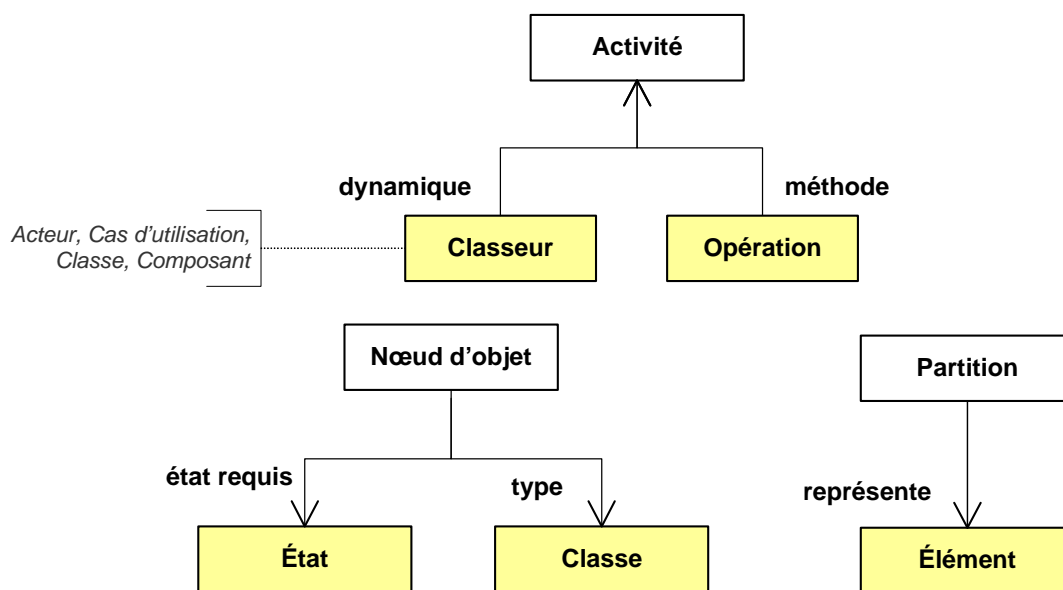 Activité
dynamique
méthode
Acteur, Cas d’utilisation,
Classe, Composant
Classeur
Opération
Nœud d’objet
Partition
état requis
type
représente
État
Classe
Élément